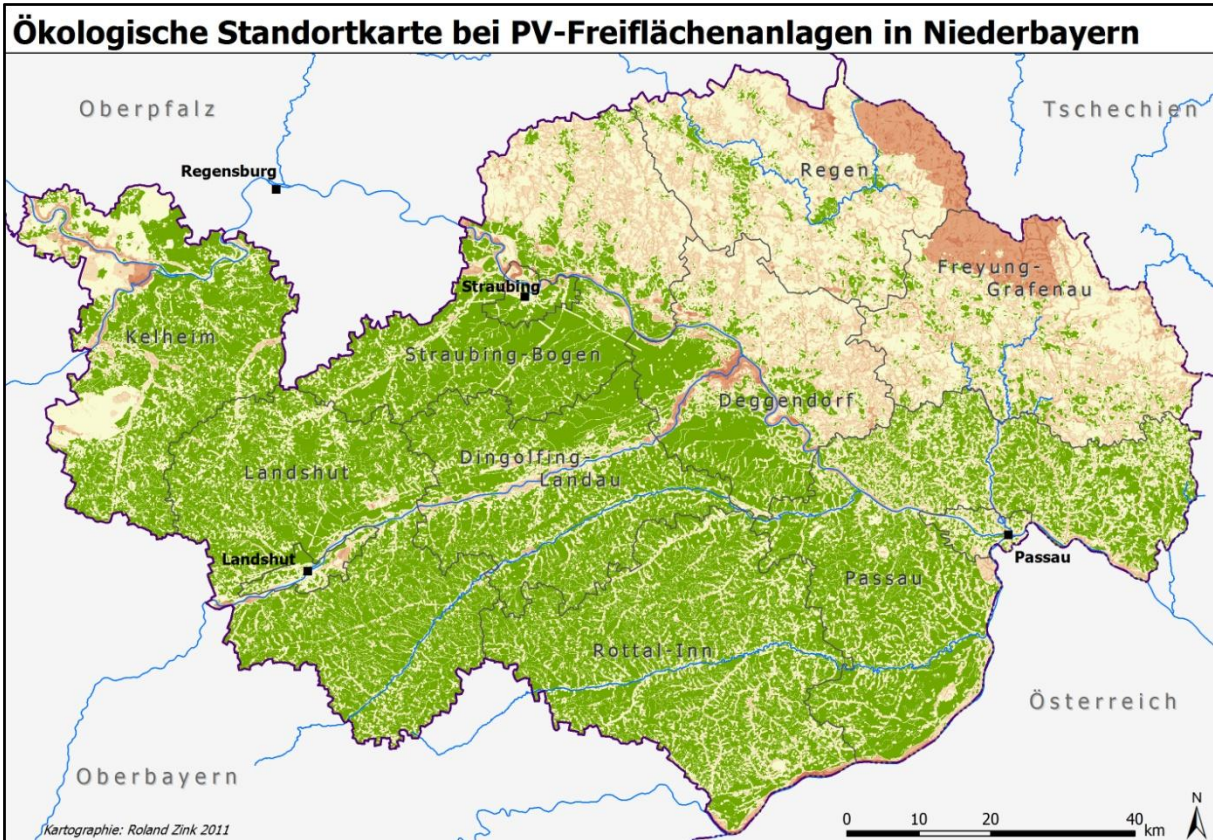 Ökologische Standortkarte bei PV-Freiflächenanlagen in Niederbayern
Oberpfalz
Tschechien
Regensburg
Regen
Freyung-
Grafenau
Straubing
Kelheim
Straubing-Bogen
Deggendorf
Landshut
Dingolfing-
Landau
Landshut
Passau
Passau
Rottal-Inn
Österreich
Oberbayern
Kartographie: Roland Zink 2011
N
0 10 20 40 km